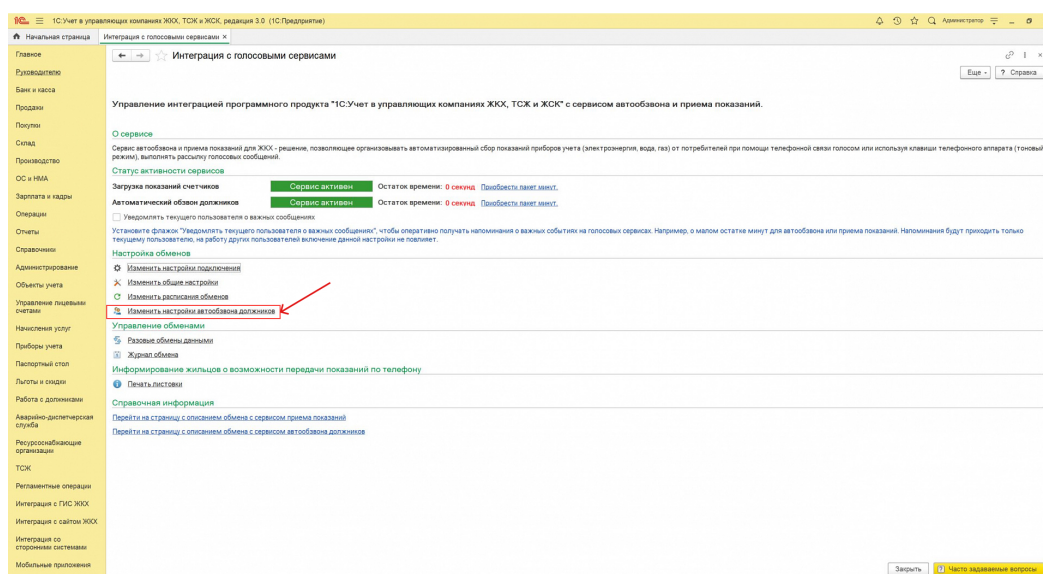 1С:Учет в управляющих компаниях ЖКХ, ТСЖ и ЖСК, редакция 3.0 (1С:Предприятие)
Администратор
Начальная страница
Интеграция с голосовыми сервисами ×
Главное
Руководителю
Банк и касса
Продажи
Покупки
Склад
Производство
ОС и НМА
Зарплата и кадры
Операции
Отчеты
Справочники
Администрирование
Объекты учета
Управление лицевыми
счетами
Начисления услуг
Приборы учета
Паспортный стол
Льготы и скидки
Работа с должниками
Аварийно-диспетчерская
служба
Ресурсоснабжающие
организации
ТСЖ
Регламентные операции
Интеграция с ГИС ЖКХ
Интеграция с сайтом ЖКХ
Интеграция со
сторонними системами
Мобильные приложения
Интеграция с голосовыми сервисами
Еще
? Справка
Управление интеграцией программного продукта "1С:Учет в управляющих компаниях ЖКХ, ТСЖ и ЖСК" с сервисом автообзвона и приема показаний.
О сервисе
Сервис автообзвона и приема показаний для ЖКХ - решение, позволяющее организовывать автоматизированный сбор показаний приборов учета (электроэнергия, вода, газ) от потребителей при помощи телефонной связи голосом или используя клавиши телефонного аппарата (тоновый
режим), выполнять рассылку голосовых сообщений.
Статус активности сервисов
Загрузка показаний счетчиков Сервис активен Остаток времени: 0 секунд Приобрести пакет минут.
Автоматический обзвон должников Сервис активен Остаток времени: 0 секунд Приобрести пакет минут.
Уведомлять текущего пользователя о важных сообщениях
Установите флажок "Уведомлять текущего пользователя о важных сообщениях", чтобы оперативно получать напоминания о важных событиях на голосовых сервисах. Например, о малом остатке минут для автообзвона или приема показаний. Напоминания будут приходить только
текущему пользователю, на работу других пользователей включение данной настройки не повлияет.
Настройка обменов
Изменить настройки подключения
Изменить общие настройки
Изменить расписания обменов
Изменить настройки автообзвона должников
Управление обменами
Разовые обмены данными
Журнал обмена
Информирование жильцов о возможности передачи показаний по телефону
Печать листовки
Справочная информация
Перейти на страницу с описанием обмена с сервисом приема показаний
Перейти на страницу с описанием обмена с сервисом автообзвона должников
Закрыть
? Часто задаваемые вопросы